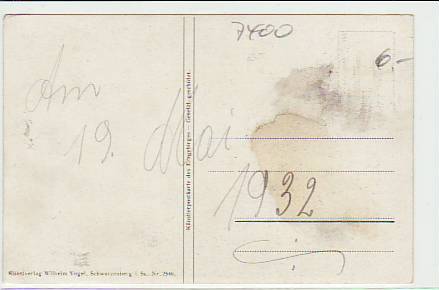 7400
6.-
Am
19. Mai
1932
Künstlerpostkarte des Erzgebirges — Gesetzl. geschützt.
Kunstverlag Wilhelm Vogel, Schwarzenberg i. Sa., Nr. 2946.